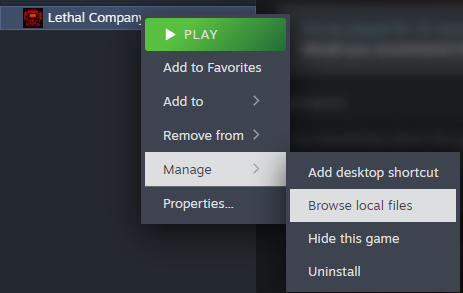 Lethal Company
PLAY
Add to Favorites
Add to
Remove from
Manage
Properties...
Add desktop shortcut
Browse local files
Hide this game
Uninstall